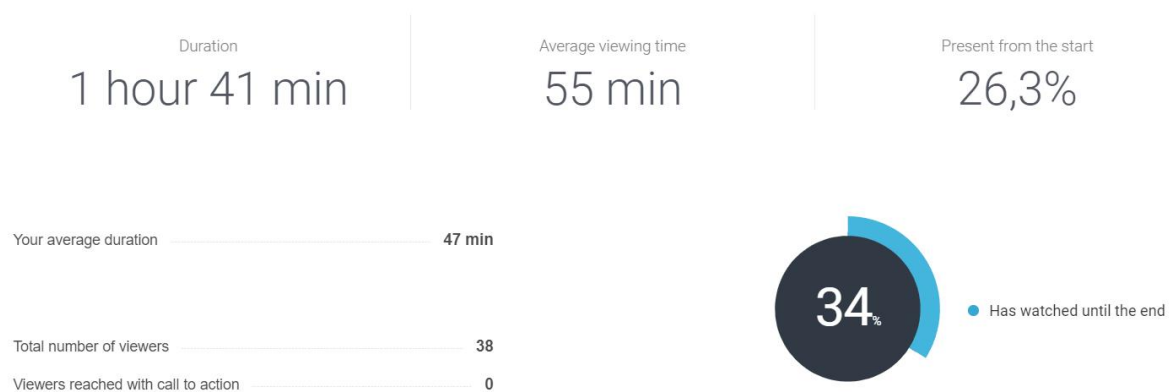 Duration
1 hour 41 min
Average viewing time
55 min
Present from the start
26,3%
Your average duration 47 min
Total number of viewers 38
Viewers reached with call to action 0
34%
Has watched until the end